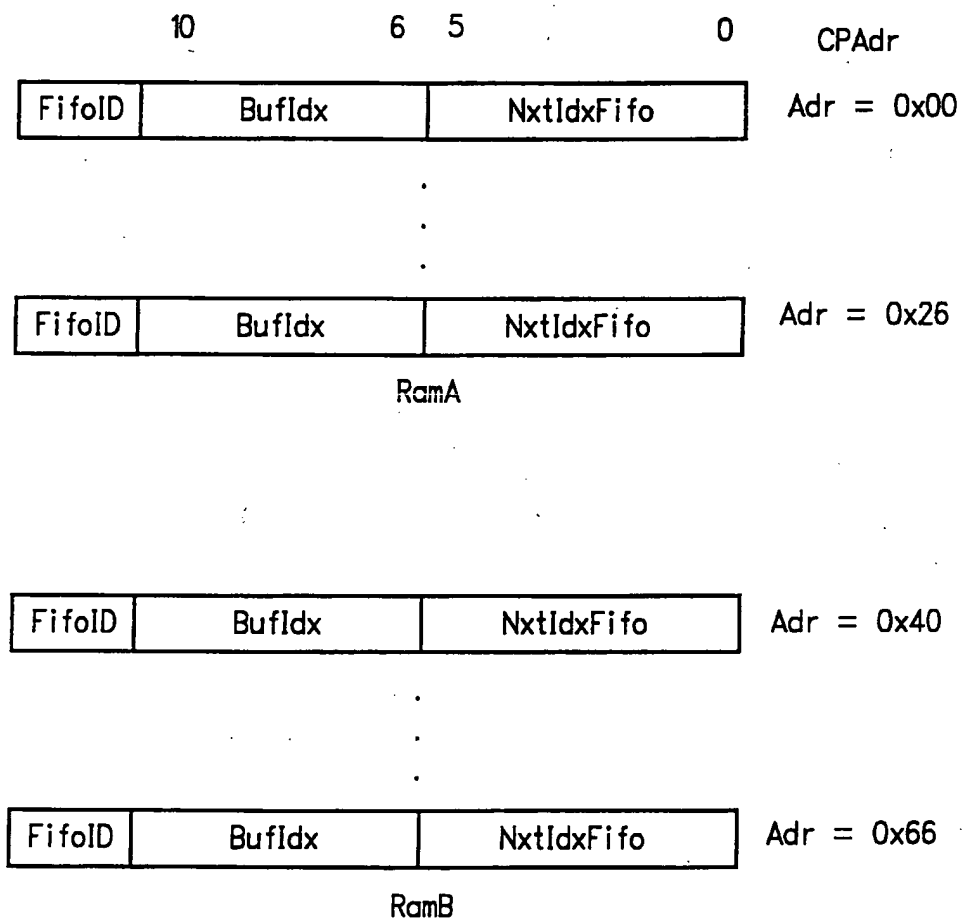 10 6 5 0 CPAdr
FifoID BufIdx NxtIdxFifo Adr = 0x00
FifoID BufIdx NxtIdxFifo Adr = 0x26
RamA
FifoID BufIdx NxtIdxFifo Adr = 0x40
FifoID BufIdx NxtIdxFifo Adr = 0x66
RamB